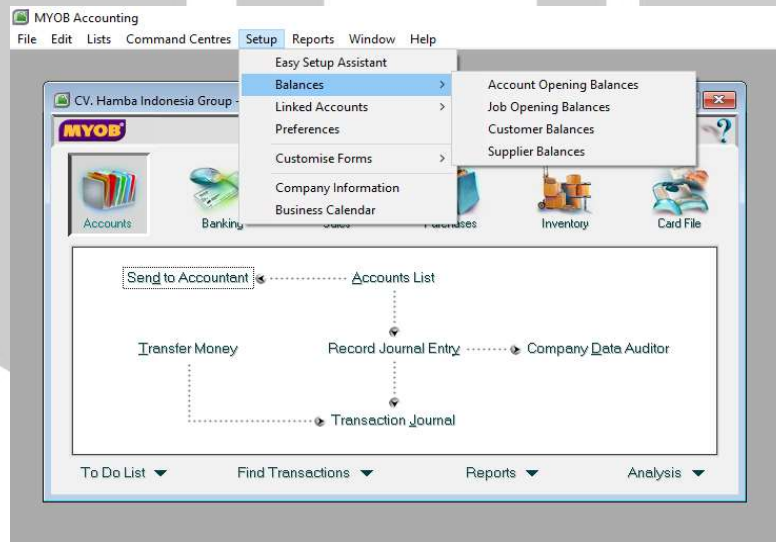 MYOB Accounting
File Edit Lists Command Centres Setup Reports Window Help
Easy Setup Assistant
Balances
Linked Accounts
Preferences
Customise Forms
Company Information
Business Calendar
Account Opening Balances
Job Opening Balances
Customer Balances
Supplier Balances
CV. Hamba Indonesia Group -
MYOB
Accounts Banking Sales Purchases Inventory Card File
Send to Accountant Accounts List
Transfer Money Record Journal Entry Company Data Auditor
Transaction Journal
To Do List Find Transactions Reports Analysis